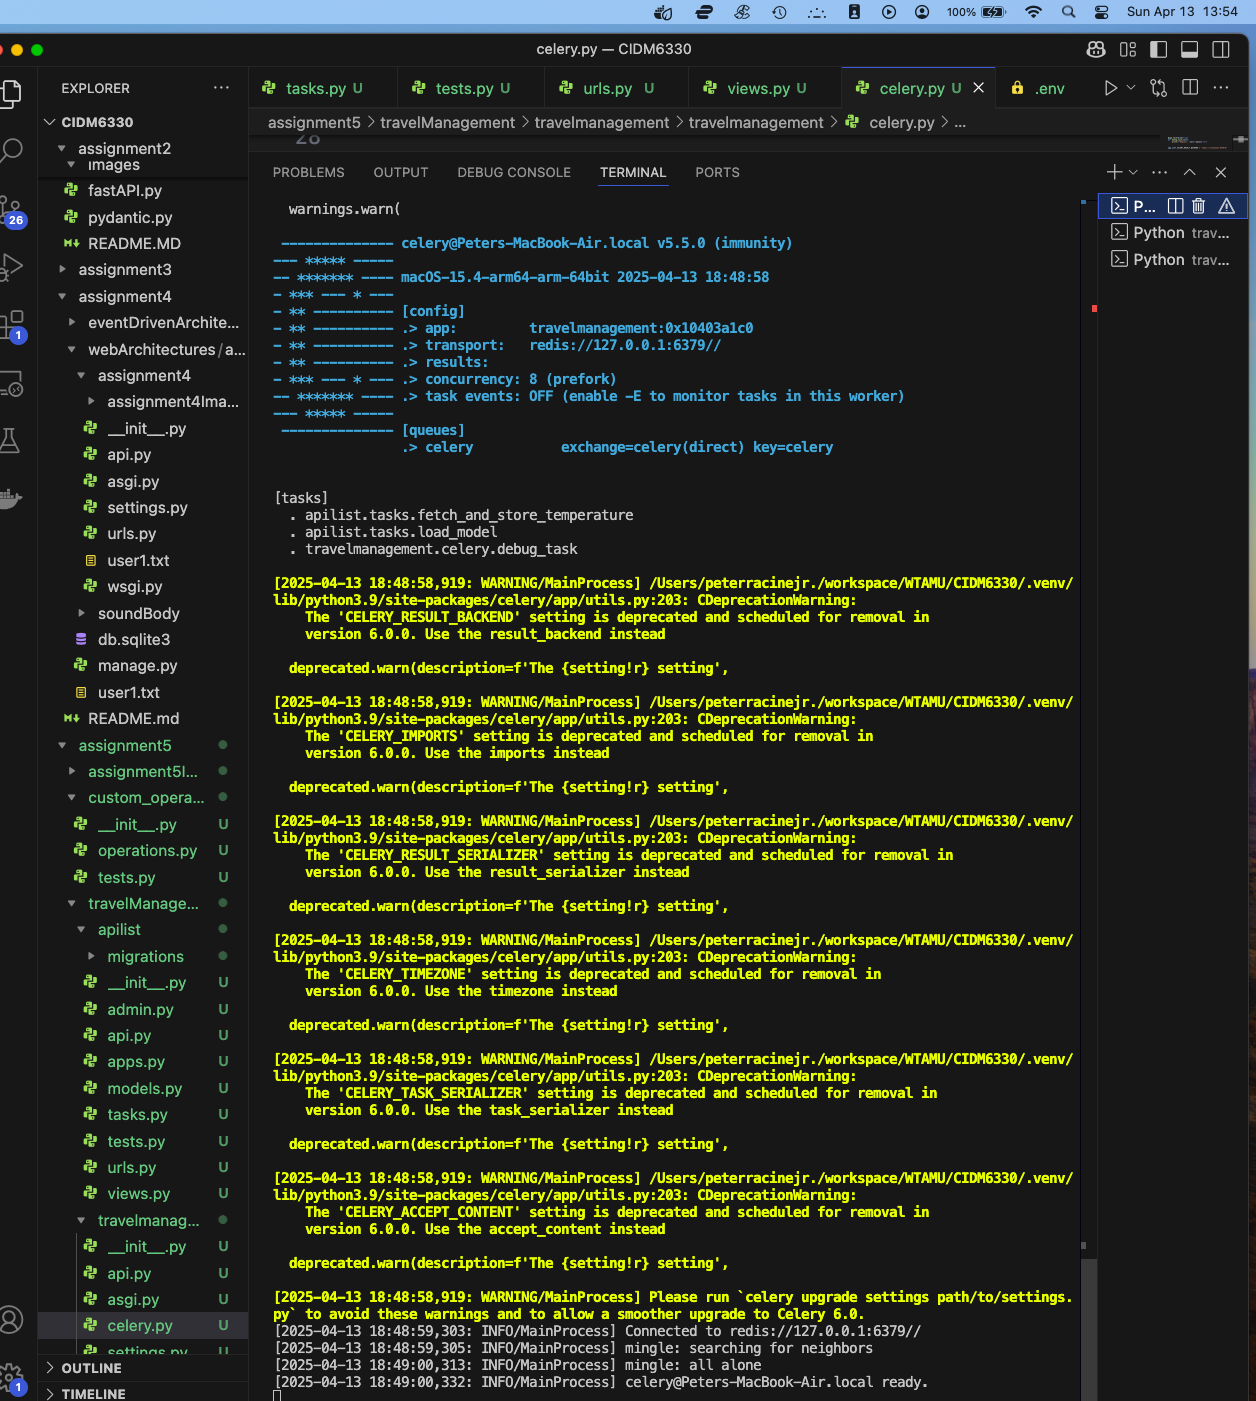 100%
Sun Apr 13 13:54
celery.py — CIDM6330
EXPLORER
tasks.py U
tests.py U
urls.py U
views.py U
celery.py U
.env
CIDM6330
assignment5 > travelManagement > travelmanagement > travelmanagement > celery.py > ...
28
assignment2
images
fastAPI.py
pydantic.py
README.MD
assignment3
assignment4
eventDrivenArchite...
webArchitectures/a...
assignment4
assignment4Ima...
__init__.py
api.py
asgi.py
settings.py
urls.py
user1.txt
wsgi.py
soundBody
db.sqlite3
manage.py
user1.txt
README.md
assignment5
assignment5I...
custom_opera...
__init__.py U
operations.py U
tests.py U
travelManage...
apilist
migrations
__init__.py U
admin.py U
api.py U
apps.py U
models.py U
tasks.py U
tests.py U
urls.py U
views.py U
travelmanag...
__init__.py U
api.py U
asgi.py U
celery.py U
settings.py U
OUTLINE
TIMELINE
26
1
1
PROBLEMS
OUTPUT
DEBUG CONSOLE
TERMINAL
PORTS
P...
Python trav...
Python trav...
warnings.warn(
-------------- celery@Peters-MacBook-Air.local v5.5.0 (immunity)
--- ***** -----
-- ******* ---- macOS-15.4-arm64-arm-64bit 2025-04-13 18:48:58
- *** --- * ---
- ** ---------- [config]
- ** ---------- .> app:         travelmanagement:0x10403a1c0
- ** ---------- .> transport:   redis://127.0.0.1:6379//
- ** ---------- .> results:
- *** --- * --- .> concurrency: 8 (prefork)
-- ******* ---- .> task events: OFF (enable -E to monitor tasks in this worker)
--- ***** -----
-------------- [queues]
.> celery           exchange=celery(direct) key=celery
[tasks]
. apilist.tasks.fetch_and_store_temperature
. apilist.tasks.load_model
. travelmanagement.celery.debug_task
[2025-04-13 18:48:58,919: WARNING/MainProcess] /Users/peterracinejr./workspace/WTAMU/CIDM6330/.venv/
lib/python3.9/site-packages/celery/app/utils.py:203: CDeprecationWarning:
The 'CELERY_RESULT_BACKEND' setting is deprecated and scheduled for removal in
version 6.0.0. Use the result_backend instead
deprecated.warn(description=f'The {setting!r} setting',
[2025-04-13 18:48:58,919: WARNING/MainProcess] /Users/peterracinejr./workspace/WTAMU/CIDM6330/.venv/
lib/python3.9/site-packages/celery/app/utils.py:203: CDeprecationWarning:
The 'CELERY_IMPORTS' setting is deprecated and scheduled for removal in
version 6.0.0. Use the imports instead
deprecated.warn(description=f'The {setting!r} setting',
[2025-04-13 18:48:58,919: WARNING/MainProcess] /Users/peterracinejr./workspace/WTAMU/CIDM6330/.venv/
lib/python3.9/site-packages/celery/app/utils.py:203: CDeprecationWarning:
The 'CELERY_RESULT_SERIALIZER' setting is deprecated and scheduled for removal in
version 6.0.0. Use the result_serializer instead
deprecated.warn(description=f'The {setting!r} setting',
[2025-04-13 18:48:58,919: WARNING/MainProcess] /Users/peterracinejr./workspace/WTAMU/CIDM6330/.venv/
lib/python3.9/site-packages/celery/app/utils.py:203: CDeprecationWarning:
The 'CELERY_TIMEZONE' setting is deprecated and scheduled for removal in
version 6.0.0. Use the timezone instead
deprecated.warn(description=f'The {setting!r} setting',
[2025-04-13 18:48:58,919: WARNING/MainProcess] /Users/peterracinejr./workspace/WTAMU/CIDM6330/.venv/
lib/python3.9/site-packages/celery/app/utils.py:203: CDeprecationWarning:
The 'CELERY_TASK_SERIALIZER' setting is deprecated and scheduled for removal in
version 6.0.0. Use the task_serializer instead
deprecated.warn(description=f'The {setting!r} setting',
[2025-04-13 18:48:58,919: WARNING/MainProcess] /Users/peterracinejr./workspace/WTAMU/CIDM6330/.venv/
lib/python3.9/site-packages/celery/app/utils.py:203: CDeprecationWarning:
The 'CELERY_ACCEPT_CONTENT' setting is deprecated and scheduled for removal in
version 6.0.0. Use the accept_content instead
deprecated.warn(description=f'The {setting!r} setting',
[2025-04-13 18:48:58,919: WARNING/MainProcess] Please run `celery upgrade settings path/to/settings.
py` to avoid these warnings and to allow a smoother upgrade to Celery 6.0.
[2025-04-13 18:48:59,303: INFO/MainProcess] Connected to redis://127.0.0.1:6379//
[2025-04-13 18:48:59,305: INFO/MainProcess] mingle: searching for neighbors
[2025-04-13 18:49:00,313: INFO/MainProcess] mingle: all alone
[2025-04-13 18:49:00,332: INFO/MainProcess] celery@Peters-MacBook-Air.local ready.